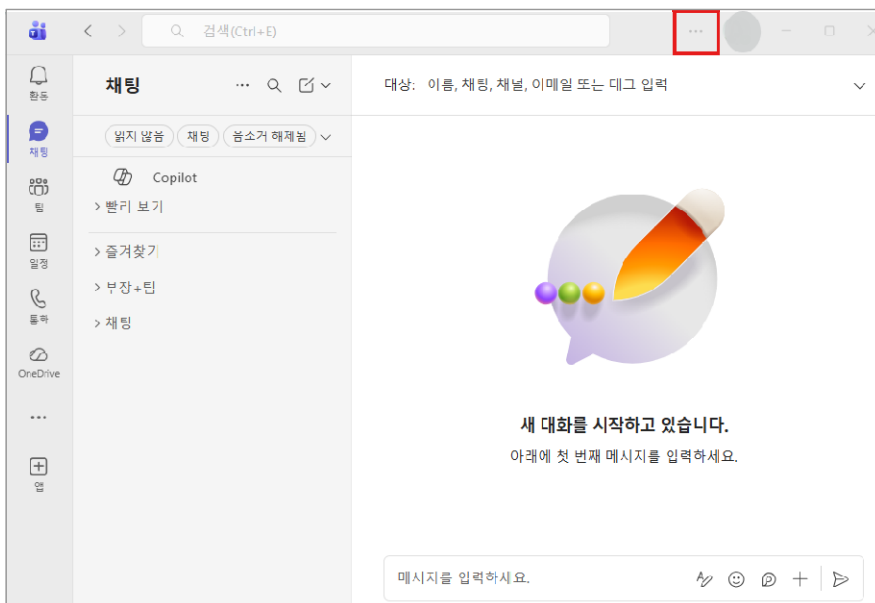 검색(Ctrl+E)
활동
채팅
팀
일정
통화
OneDrive
앱
채팅
읽지 않음 채팅 음소거 해제됨
Copilot
빨리 보기
즐겨찾기
부장+팀
채팅
대상: 이름, 채팅, 채널, 이메일 또는 태그 입력
새 대화를 시작하고 있습니다.
아래에 첫 번째 메시지를 입력하세요.
메시지를 입력하세요.